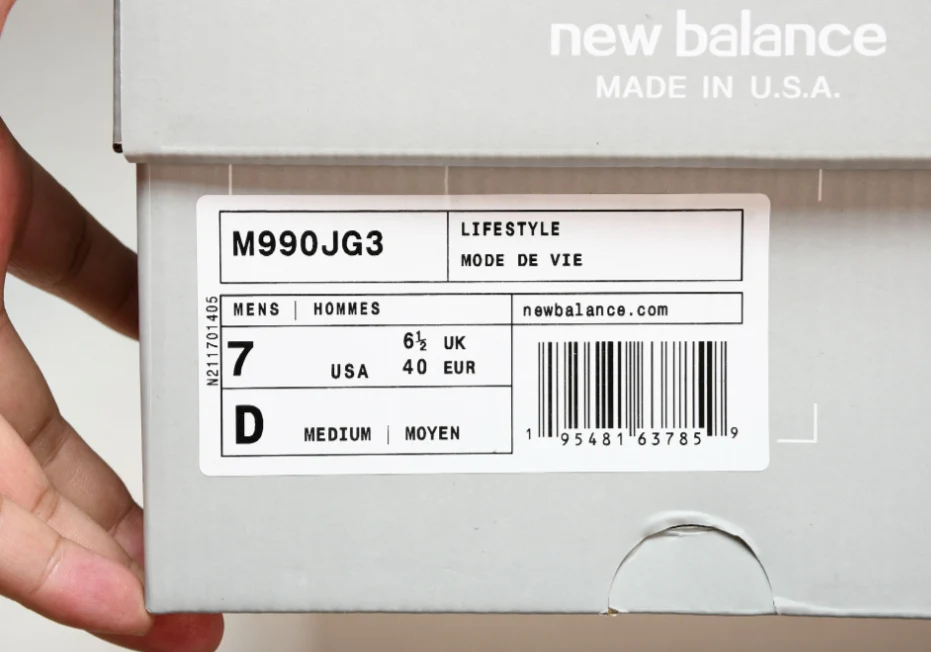 new balance
MADE IN U.S.A.
M990JG3
LIFESTYLE
MODE DE VIE
N211701405
MENS | HOMMES
newbalance.com
7 USA
6½ UK
40 EUR
D MEDIUM | MOYEN
1 95481 63785 9